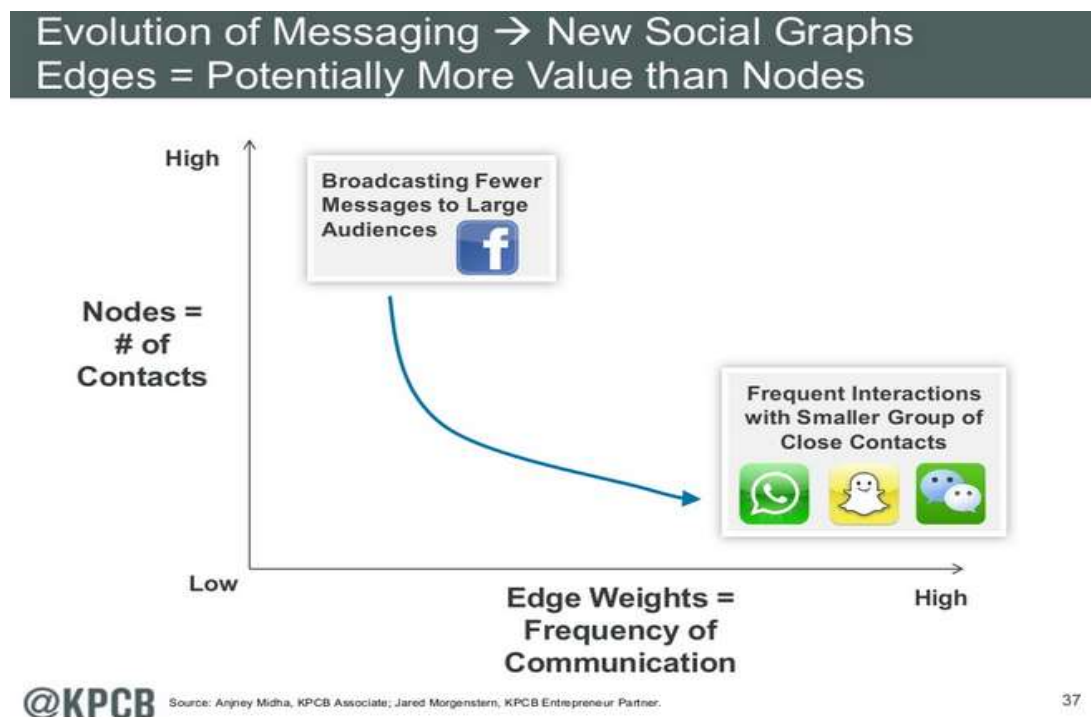 Evolution of Messaging → New Social Graphs
Edges = Potentially More Value than Nodes
High
Broadcasting Fewer
Messages to Large
Audiences
f
Nodes =
# of
Contacts
Frequent Interactions
with Smaller Group of
Close Contacts
Low
Edge Weights =
Frequency of
Communication
High
@KPCB
Source: Anjney Midha, KPCB Associate; Jared Morgenstern, KPCB Entrepreneur Partner.
37